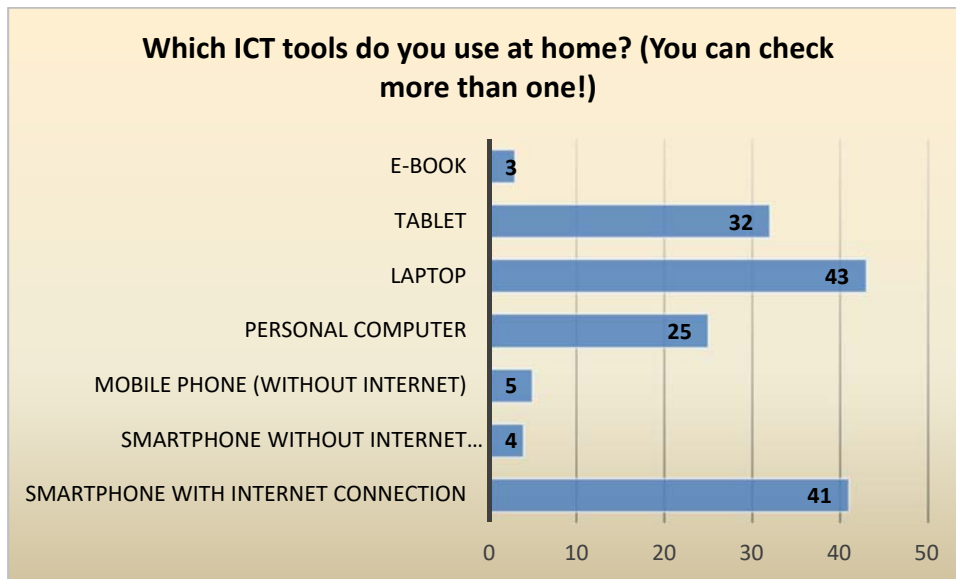 Which ICT tools do you use at home? (You can check
more than one!)
E-BOOK
3
TABLET
32
LAPTOP
43
PERSONAL COMPUTER
25
MOBILE PHONE (WITHOUT INTERNET)
5
SMARTPHONE WITHOUT INTERNET…
4
SMARTPHONE WITH INTERNET CONNECTION
41
0 10 20 30 40 50